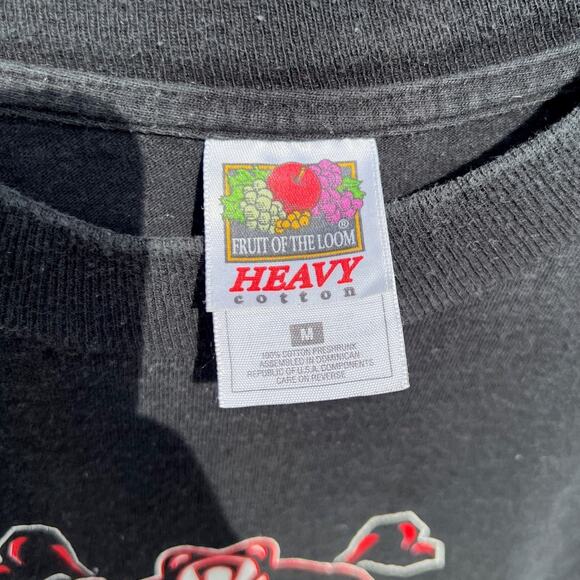 FRUIT OF THE LOOM ®
HEAVY
cotton
M
100% COTTON PRESHRUNK
ASSEMBLED IN DOMINICAN
REPUBLIC OF U.S.A. COMPONENTS
CARE ON REVERSE